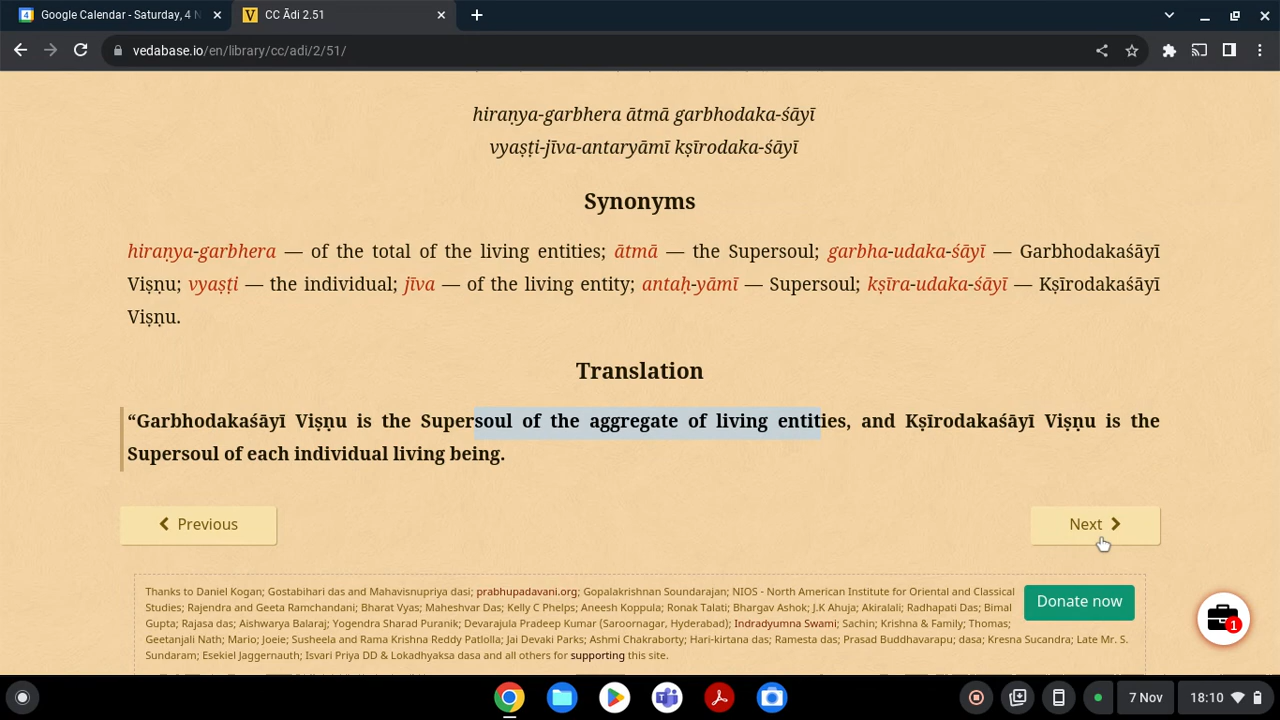 Google Calendar - Saturday, 4 N
CC Ādi 2.51
vedabase.io/en/library/cc/adi/2/51/
hiraṇya-garbhera ātmā garbhodaka-śāyī
vyaṣṭi-jīva-antaryāmī kṣīrodaka-śāyī
Synonyms
hiraṇya-garbhera — of the total of the living entities; ātmā — the Supersoul; garbha-udaka-śāyī — Garbhodakaśāyī
Viṣṇu; vyaṣṭi — the individual; jīva — of the living entity; antaḥ-yāmī — Supersoul; kṣīra-udaka-śāyī — Kṣīrodakaśāyī
Viṣṇu.
Translation
“Garbhodakaśāyī Viṣṇu is the Supersoul of the aggregate of living entities, and Kṣīrodakaśāyī Viṣṇu is the
Supersoul of each individual living being.
Previous
Next
Thanks to Daniel Kogan; Gostabihari das and Mahavisnupriya dasi; prabhupadavani.org; Gopalakrishnan Soundarajan; NIOS - North American Institute for Oriental and Classical
Studies; Rajendra and Geeta Ramchandani; Bharat Vyas; Maheshvar Das; Kelly C Phelps; Aneesh Koppula; Ronak Talati; Bhargav Ashok; J.K Ahuja; Akiralali; Radhapati Das; Bimal
Gupta; Rajasa das; Aishwarya Balaraj; Yogendra Sharad Puranik; Devarajula Pradeep Kumar (Saroornagar, Hyderabad); Indradyumna Swami; Sachin; Krishna & Family; Thomas;
Geetanjali Nath; Mario; Joeie; Susheela and Rama Krishna Reddy Patlolla; Jai Devaki Parks; Ashmi Chakraborty; Hari-kirtana das; Ramesta das; Prasad Buddhavarapu; dasa; Kresna Sucandra; Late Mr. S.
Sundaram; Esekiel Jaggernauth; Isvari Priya DD & Lokadhyaksa dasa and all others for supporting this site.
Donate now
1
7 Nov
18:10